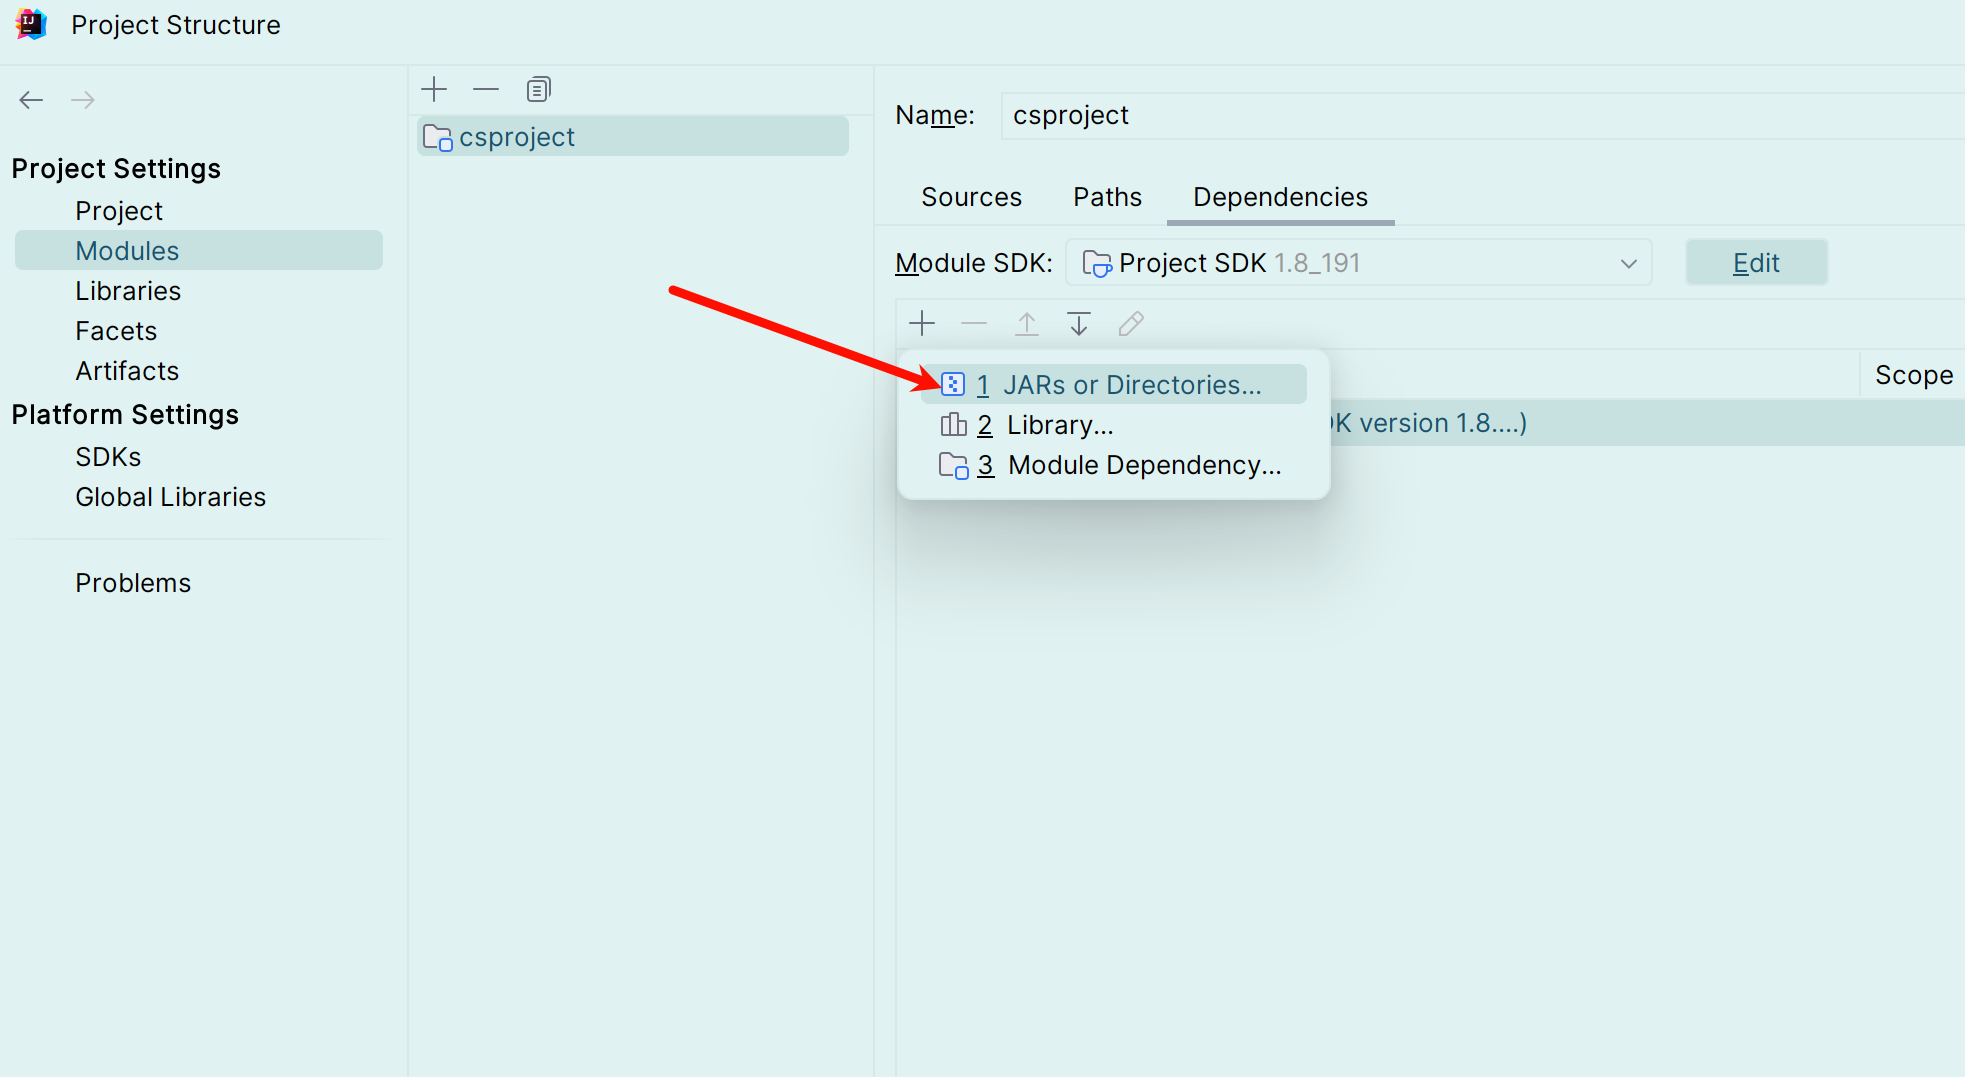 Project Structure
Project Settings
Project
Modules
Libraries
Facets
Artifacts
Platform Settings
SDKs
Global Libraries
Problems
csproject
Name: csproject
Sources Paths Dependencies
Module SDK: Project SDK 1.8_191 Edit
Scope
1 JARs or Directories...
2 Library...
3 Module Dependency...
K version 1.8....)